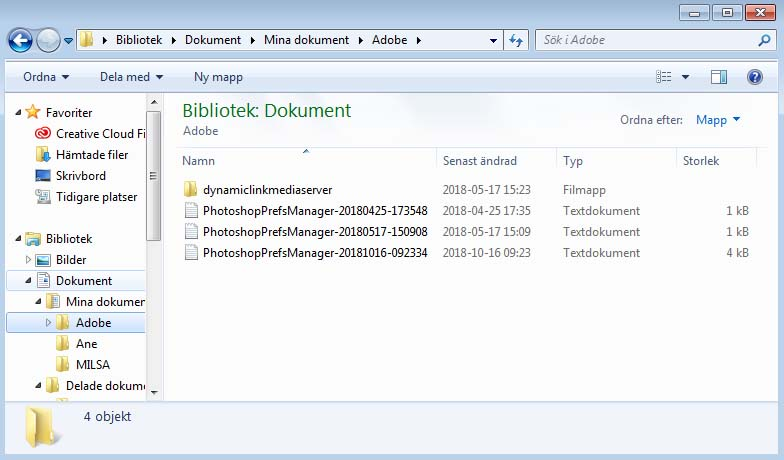 Bibliotek Dokument Mina dokument Adobe Sök i Adobe
Ordna Dela med Ny mapp
Favoriter
Creative Cloud Fi
Hämtade filer
Skrivbord
Tidigare platser
Bibliotek
Bilder
Dokument
Mina dokumen
Adobe
Ane
MILSA
Delade dokum
Bibliotek: Dokument
Adobe
Ordna efter: Mapp
Namn Senast ändrad Typ Storlek
dynamiclinkmediaserver 2018-05-17 15:23 Filmapp
PhotoshopPrefsManager-20180425-173548 2018-04-25 17:35 Textdokument 1 kB
PhotoshopPrefsManager-20180517-150908 2018-05-17 15:09 Textdokument 1 kB
PhotoshopPrefsManager-20181016-092334 2018-10-16 09:23 Textdokument 4 kB
4 objekt